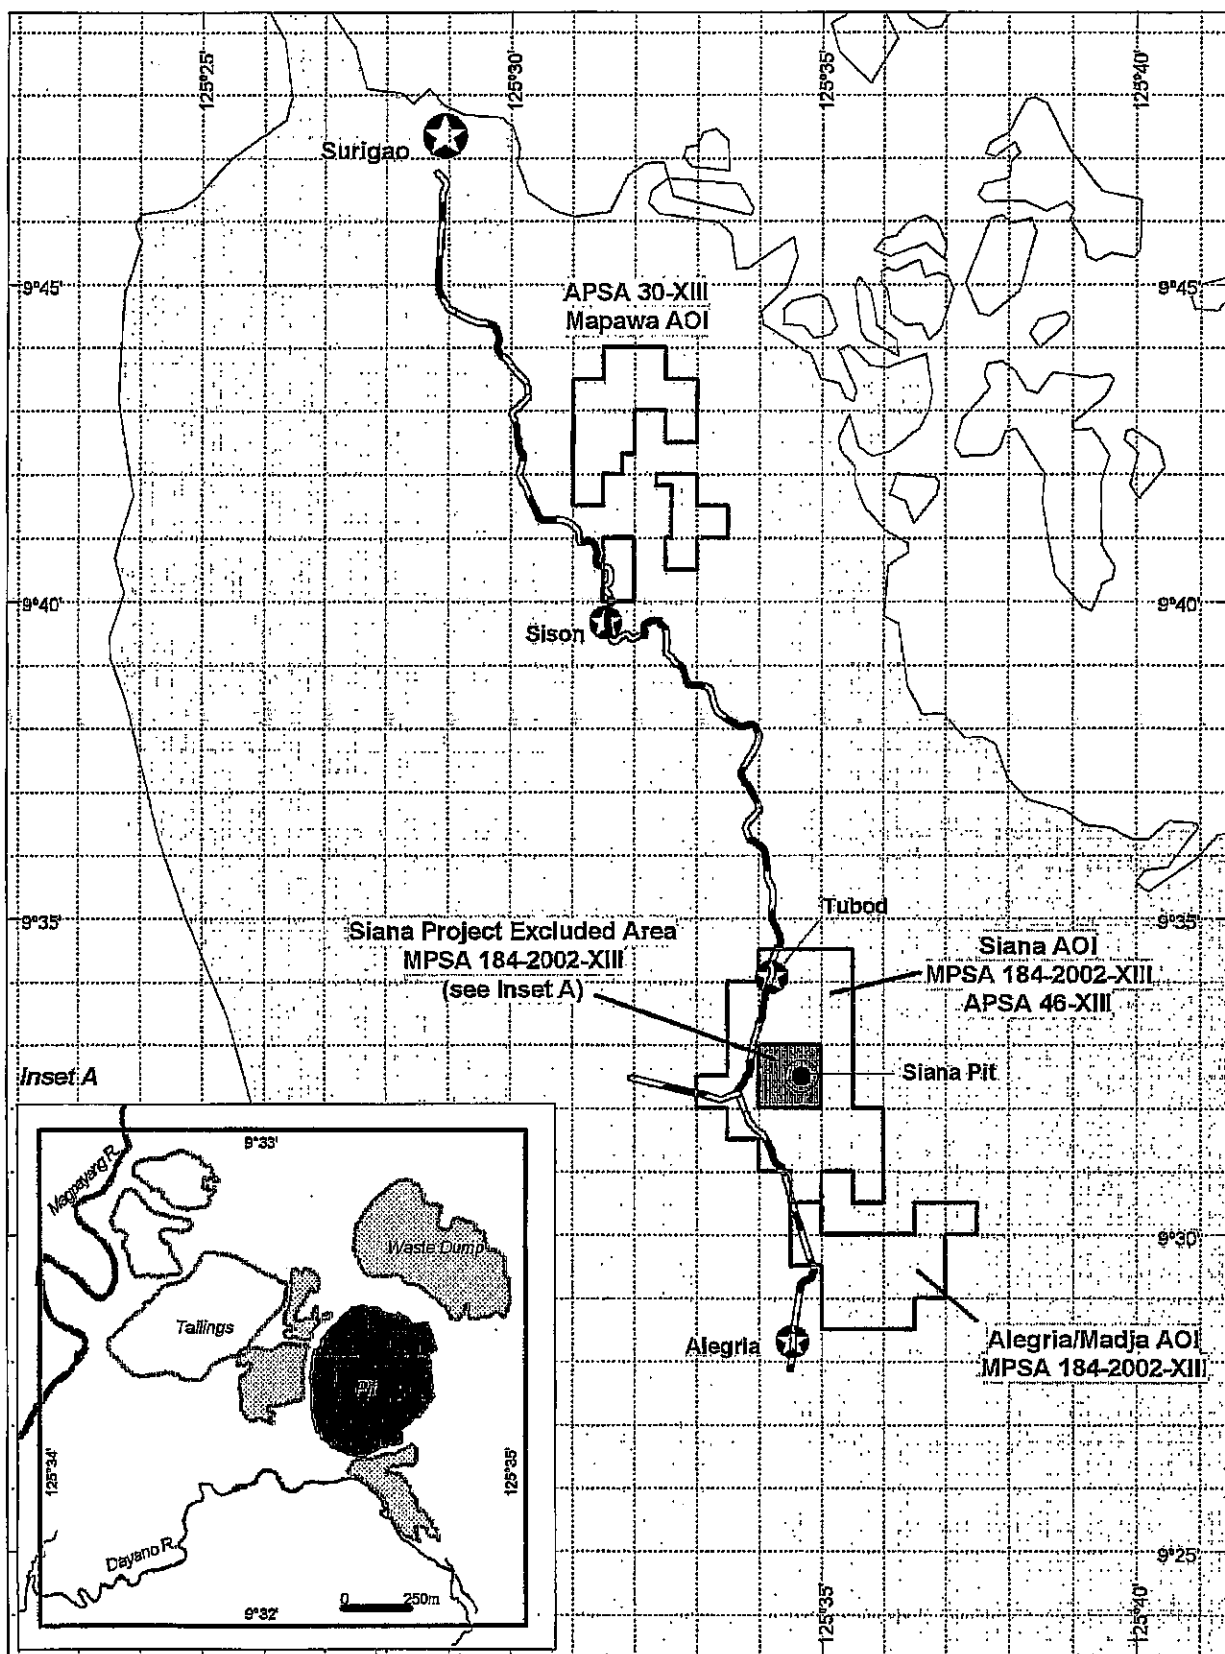 125°25'
125°30'
125°35'
125°40'
Surigao
9°45'
APSA 30-XIII
Mapawa AOI
9°45'
9°40'
Sison
9°40'
9°35'
Tubod
9°35'
Siana Project Excluded Area
MPSA 184-2002-XIII
(see Inset A)
Siana AOI
MPSA 184-2002-XIII
APSA 46-XIII
Siana Pit
Inset A
9°33'
Magpayang R.
Waste Dump
Tailings
Pit
125°34'
125°35'
Dayano R.
0 250m
9°32'
9°30'
Alegria
Alegria/Madja AOI
MPSA 184-2002-XIII
9°25'
125°35'
125°40'